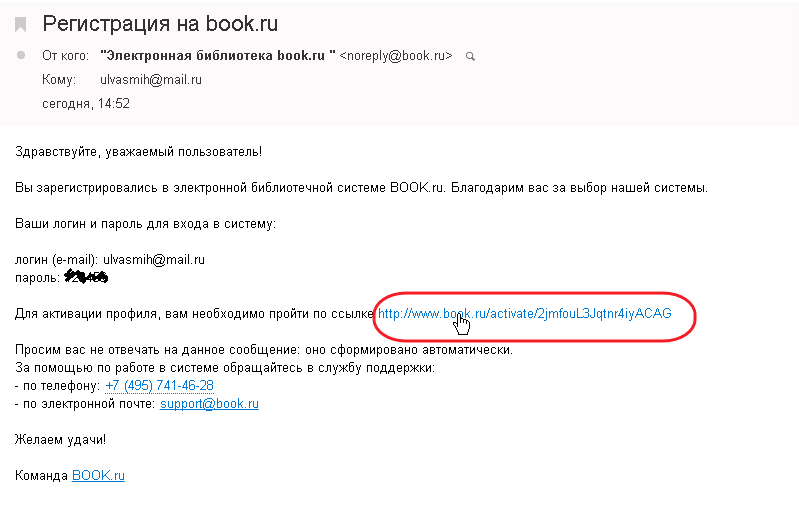 Регистрация на book.ru
От кого: "Электронная библиотека book.ru " <noreply@book.ru>
Кому: ulvasmih@mail.ru
сегодня, 14:52
Здравствуйте, уважаемый пользователь!
Вы зарегистрировались в электронной библиотечной системе BOOK.ru. Благодарим вас за выбор нашей системы.
Ваши логин и пароль для входа в систему:
логин (e-mail): ulvasmih@mail.ru
пароль:
Для активации профиля, вам необходимо пройти по ссылке http://www.book.ru/activate/2jmfouL3Jqtnr4iyACAG
Просим вас не отвечать на данное сообщение: оно сформировано автоматически.
За помощью по работе в системе обращайтесь в службу поддержки:
- по телефону: +7 (495) 741-46-28
- по электронной почте: support@book.ru
Желаем удачи!
Команда BOOK.ru